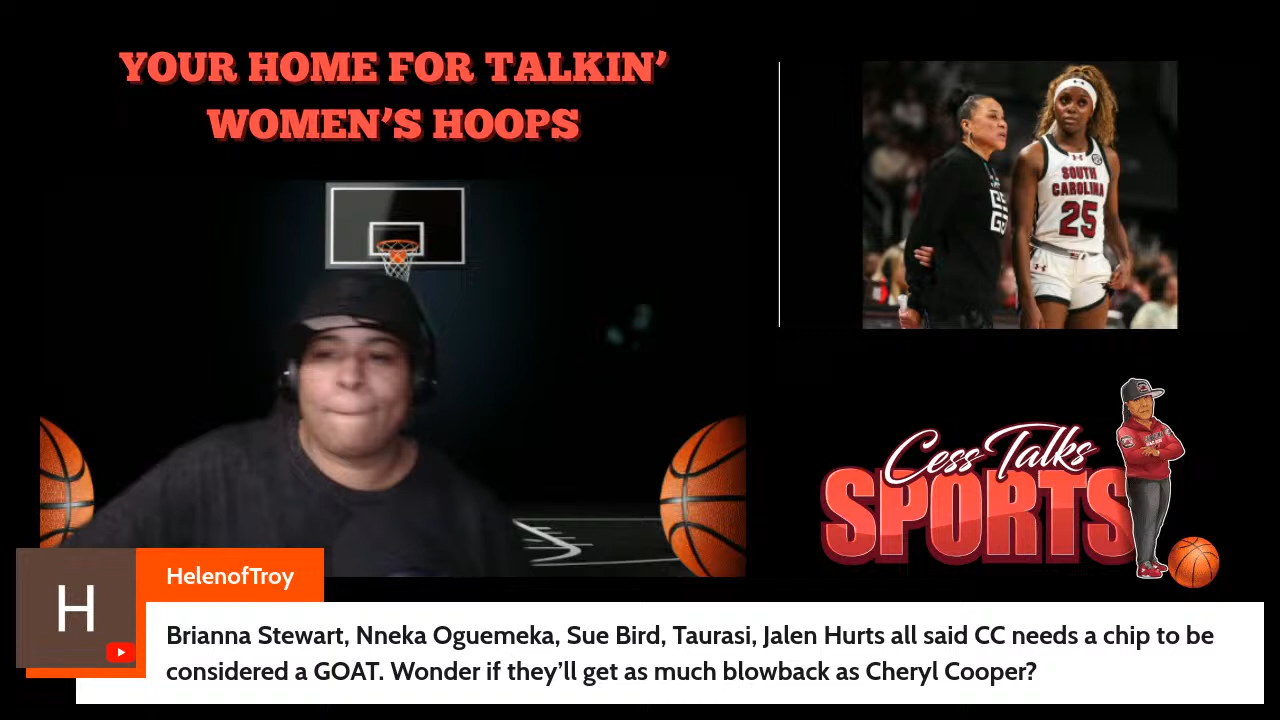 YOUR HOME FOR TALKIN'
WOMEN'S HOOPS
SOUTH
CAROLINA
25
Cess Talks
SPORTS
H
HelenofTroy
Brianna Stewart, Nneka Oguemeka, Sue Bird, Taurasi, Jalen Hurts all said CC needs a chip to be
considered a GOAT. Wonder if they'll get as much blowback as Cheryl Cooper?